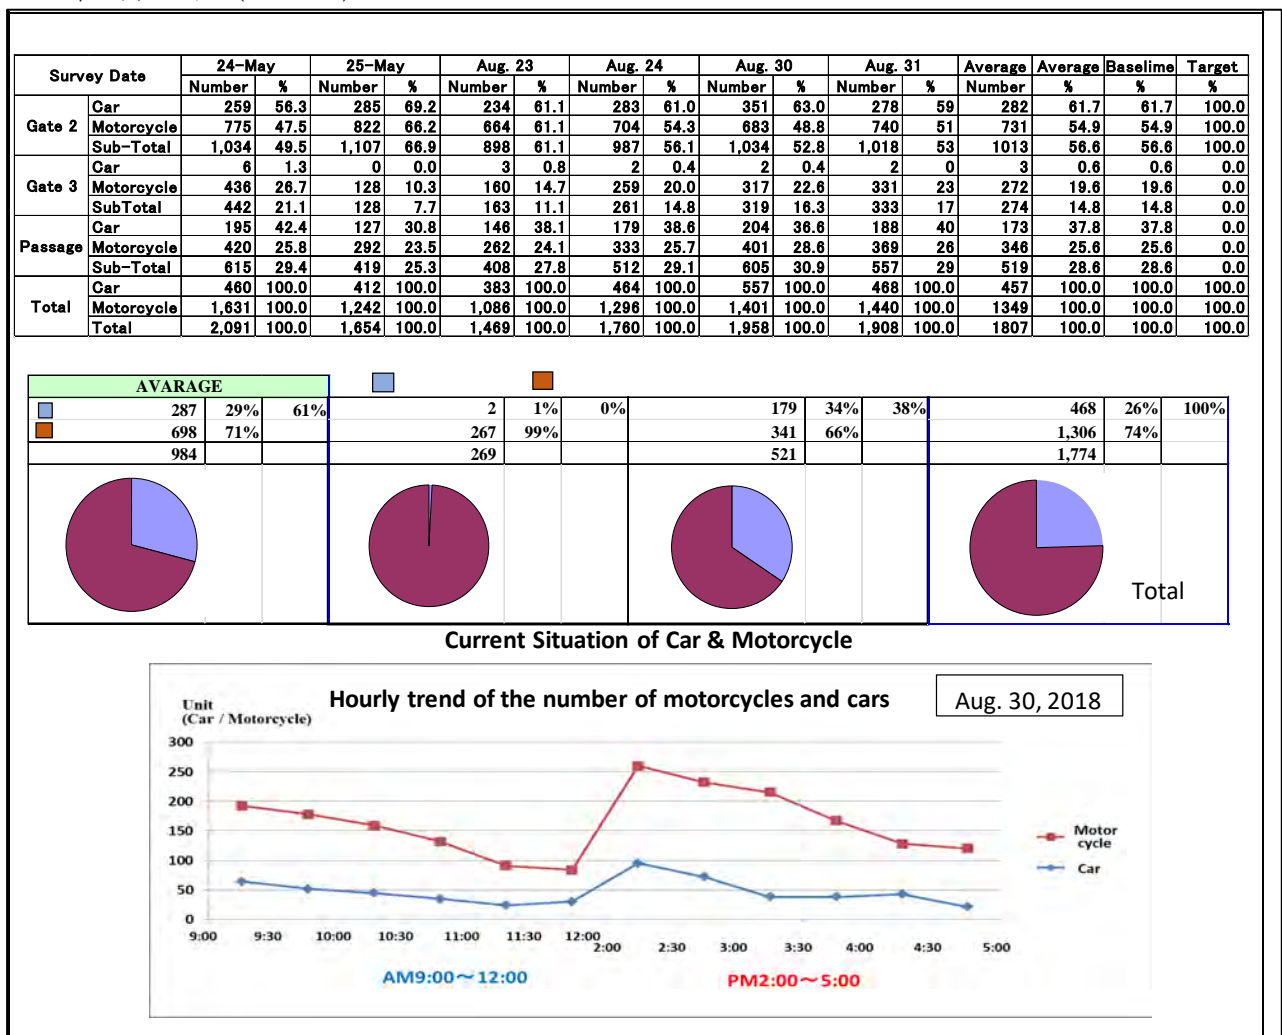 Survey Date 24-May 25-May Aug. 23 Aug. 24 Aug. 30 Aug. 31 Average Average Baselime Target
Number % Number % Number % Number % Number % Number % Number % % %
Gate 2 Car 259 56.3 285 69.2 234 61.1 283 61.0 351 63.0 278 59 282 61.7 61.7 100.0
Motorcycle 775 47.5 822 66.2 664 61.1 704 54.3 683 48.8 740 51 731 54.9 54.9 100.0
Sub-Total 1,034 49.5 1,107 66.9 898 61.1 987 56.1 1,034 52.8 1,018 53 1013 56.6 56.6 100.0
Gate 3 Car 6 1.3 0 0.0 3 0.8 2 0.4 2 0.4 2 0 3 0.6 0.6 0.0
Motorcycle 436 26.7 128 10.3 160 14.7 259 20.0 317 22.6 331 23 272 19.6 19.6 0.0
SubTotal 442 21.1 128 7.7 163 11.1 261 14.8 319 16.3 333 17 274 14.8 14.8 0.0
Passage Car 195 42.4 127 30.8 146 38.1 179 38.6 204 36.6 188 40 173 37.8 37.8 0.0
Motorcycle 420 25.8 292 23.5 262 24.1 333 25.7 401 28.6 369 26 346 25.6 25.6 0.0
Sub-Total 615 29.4 419 25.3 408 27.8 512 29.1 605 30.9 557 29 519 28.6 28.6 0.0
Total Car 460 100.0 412 100.0 383 100.0 464 100.0 557 100.0 468 100.0 457 100.0 100.0 100.0
Motorcycle 1,631 100.0 1,242 100.0 1,086 100.0 1,296 100.0 1,401 100.0 1,440 100.0 1349 100.0 100.0 100.0
Total 2,091 100.0 1,654 100.0 1,469 100.0 1,760 100.0 1,958 100.0 1,908 100.0 1807 100.0 100.0 100.0
AVARAGE
287 29% 61% 2 1% 0% 179 34% 38% 468 26% 100%
698 71% 267 99% 341 66% 1,306 74%
984 269 521 1,774
Total
Current Situation of Car & Motorcycle
Hourly trend of the number of motorcycles and cars
Aug. 30, 2018
Unit
(Car / Motorcycle)
300
250
200
150
100
50
0
Motor
cycle
Car
9:00 9:30 10:00 10:30 11:00 11:30 12:00
2:00 2:30 3:00 3:30 4:00 4:30 5:00
AM9:00～12:00
PM2:00～5:00